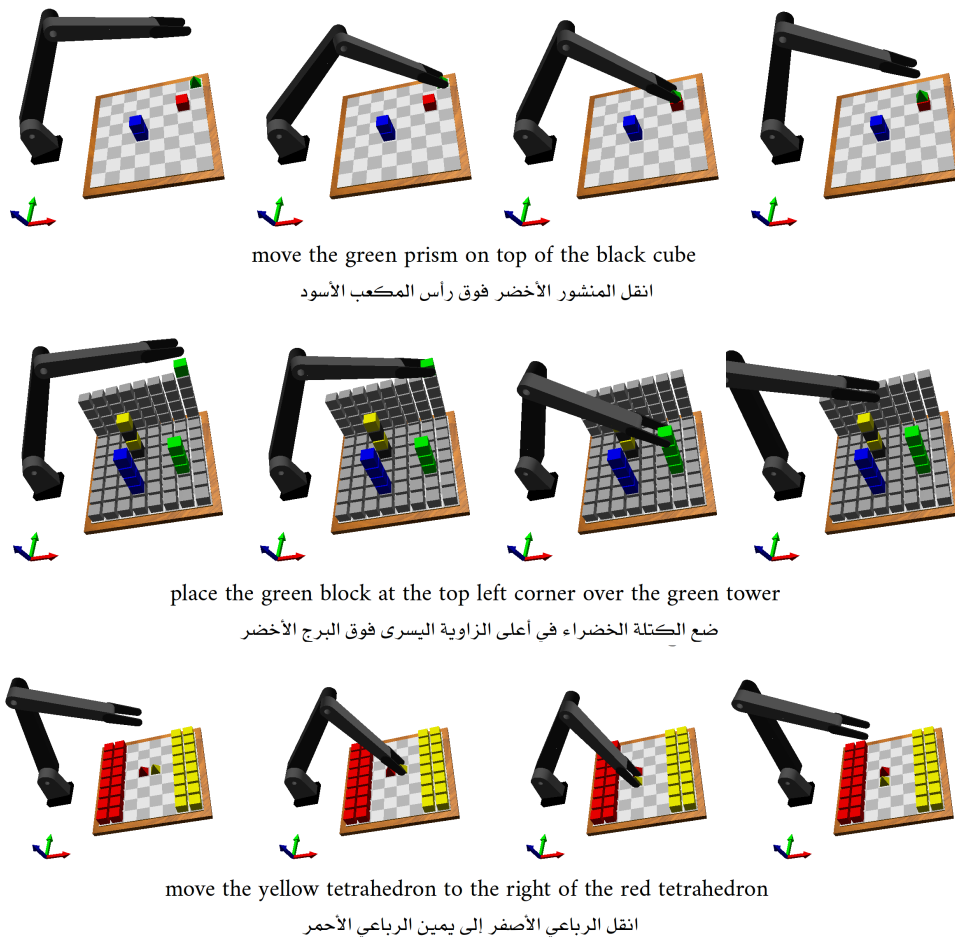 move the green prism on top of the black cube
انقل المنشور الأخضر فوق رأس المكعب الأسود
place the green block at the top left corner over the green tower
ضع الكتلة الخضراء في أعلى الزاوية اليسرى فوق البرج الأخضر
move the yellow tetrahedron to the right of the red tetrahedron
انقل الرباعي الأصفر إلى يمين الرباعي الأحمر